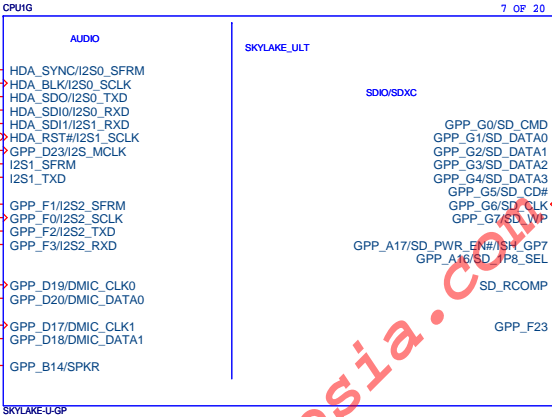 CPU1G
7 OF 20
AUDIO
SKYLAKE_ULT
HDA_SYNC/I2S0_SFRM
HDA_BLK/I2S0_SCLK
HDA_SDO/I2S0_TXD
HDA_SDI0/I2S0_RXD
HDA_SDI1/I2S1_RXD
HDA_RST#/I2S1_SCLK
GPP_D23/I2S_MCLK
I2S1_SFRM
I2S1_TXD
GPP_F1/I2S2_SFRM
GPP_F0/I2S2_SCLK
GPP_F2/I2S2_TXD
GPP_F3/I2S2_RXD
GPP_D19/DMIC_CLK0
GPP_D20/DMIC_DATA0
GPP_D17/DMIC_CLK1
GPP_D18/DMIC_DATA1
GPP_B14/SPKR
SDIO/SDXC
GPP_G0/SD_CMD
GPP_G1/SD_DATA0
GPP_G2/SD_DATA1
GPP_G3/SD_DATA2
GPP_G4/SD_DATA3
GPP_G5/SD_CD#
GPP_G6/SD_CLK
GPP_G7/SD_WP
GPP_A17/SD_PWR_EN#/ISH_GP7
GPP_A16/SD_1P8_SEL
SD_RCOMP
GPP_F23
SKYLAKE-U-GP
sia.com